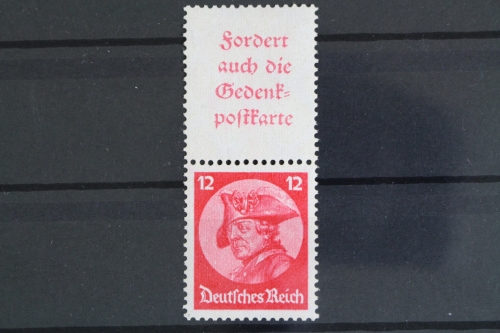 Fordert
auch die
Gedenk=
postkarte
12 12
Deutsches Reich